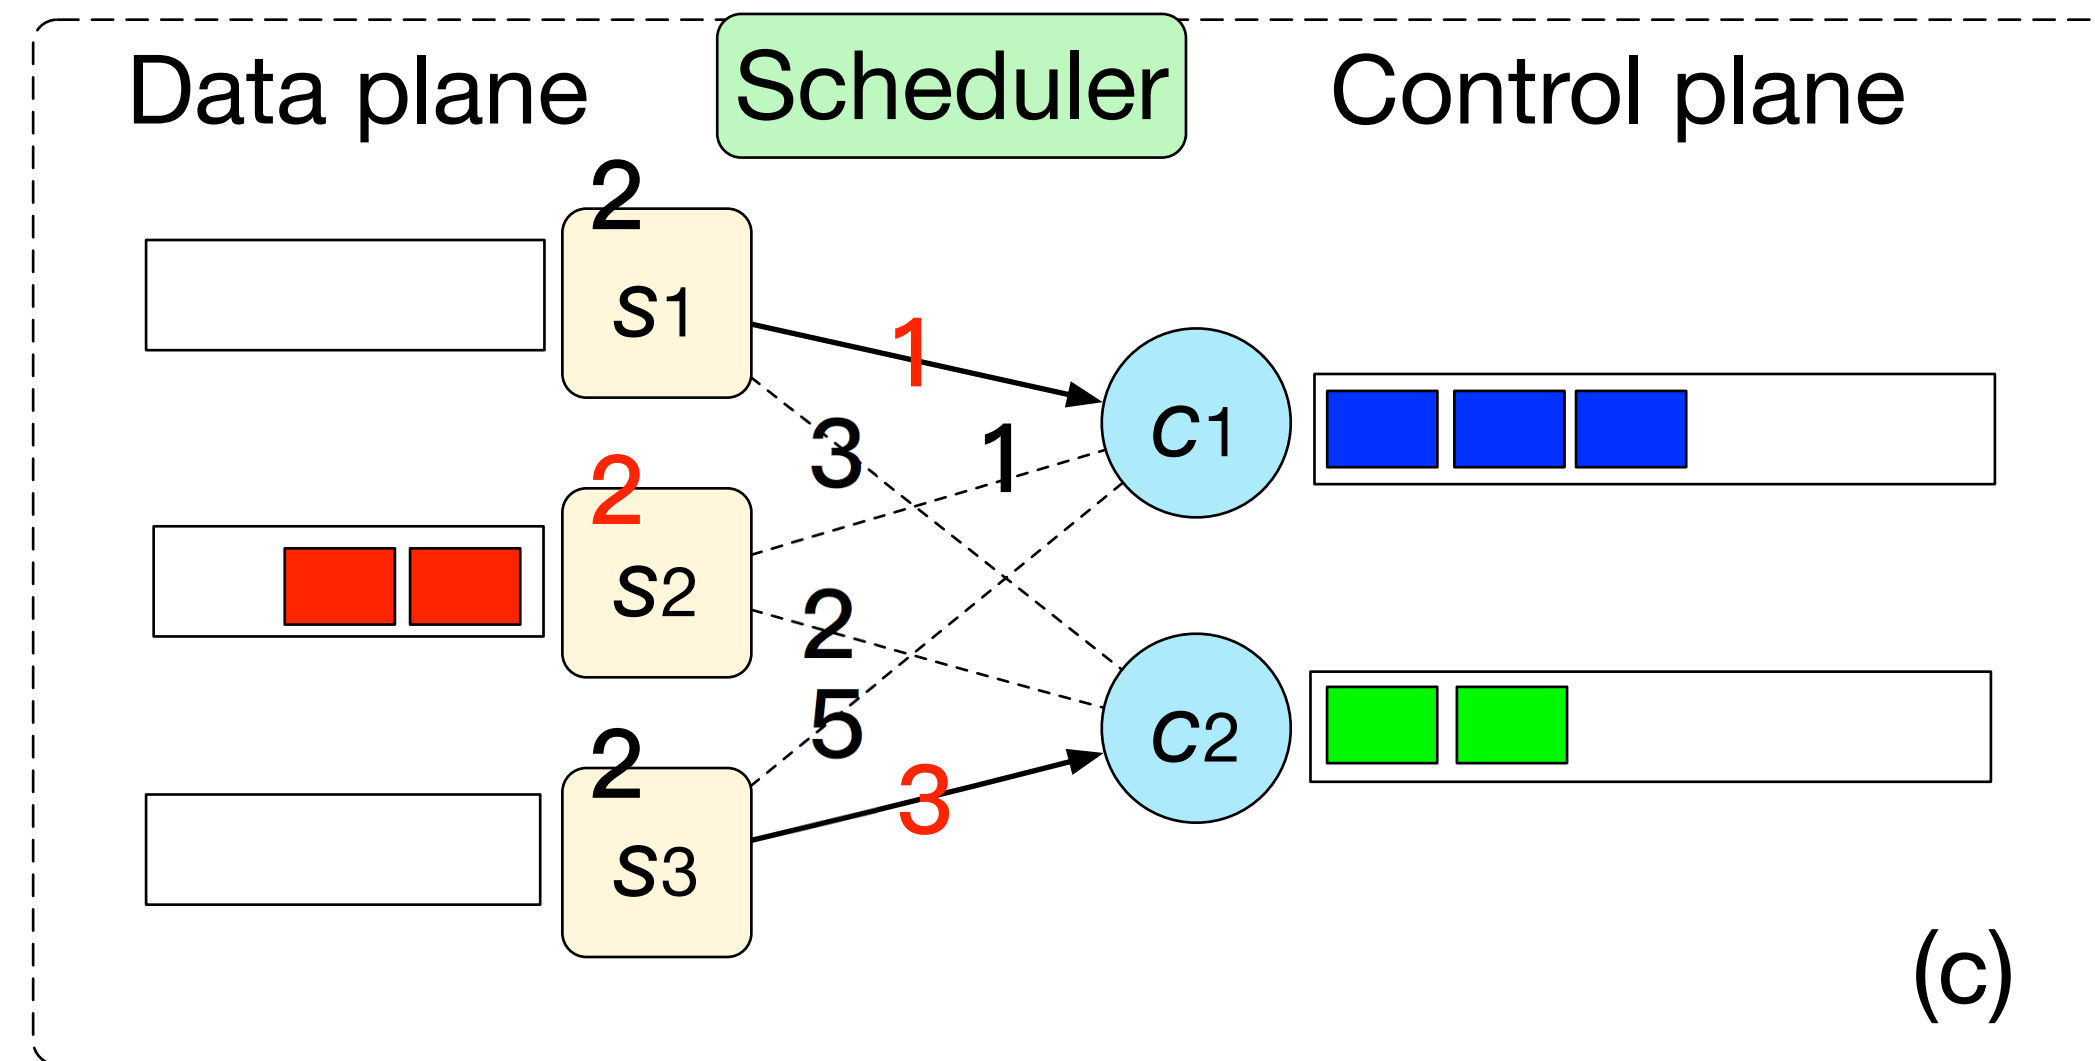 Data plane
Scheduler
Control plane
2
s1
1
c1
3
1
2
s2
2
5
c2
2
s3
3
(c)